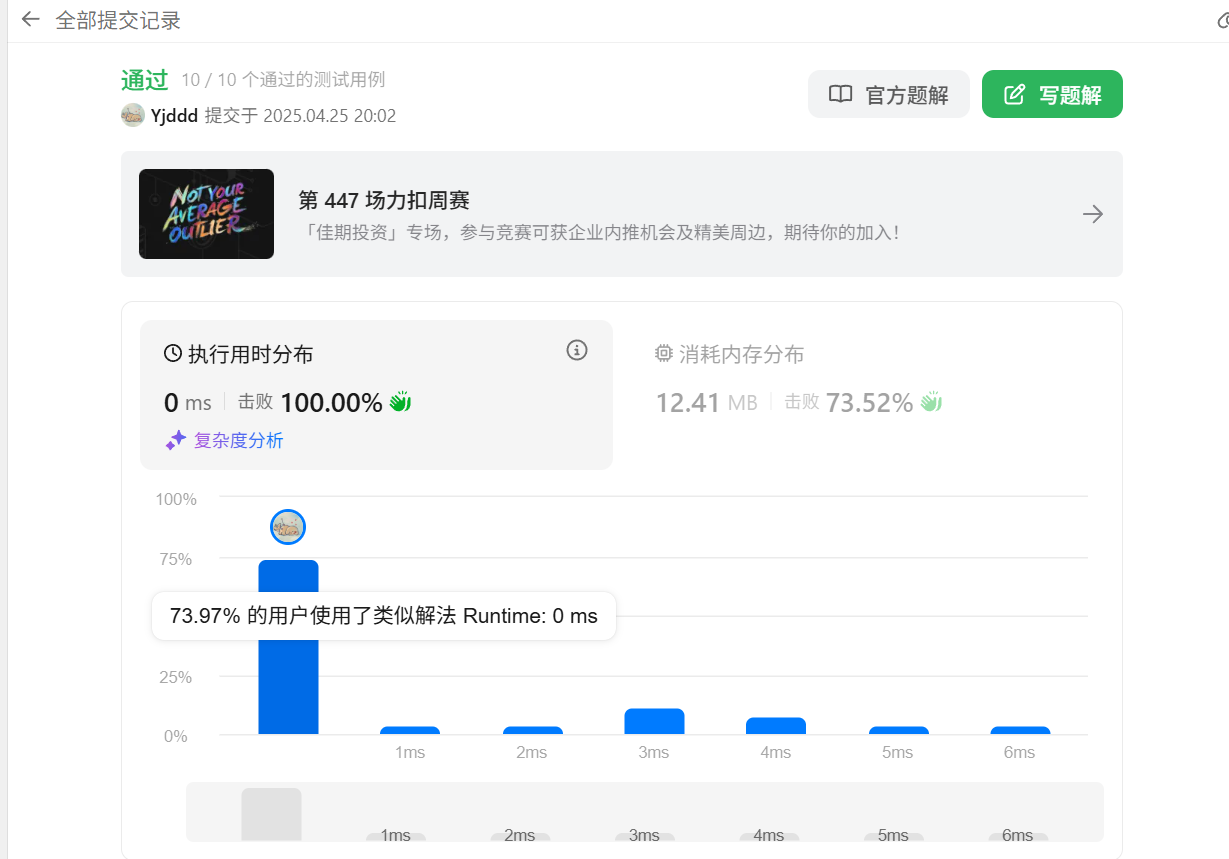 全部提交记录
通过 10 / 10 个通过的测试用例
Yjddd 提交于 2025.04.25 20:02
官方题解
写题解
NOT YOUR
AVERAGE
OUTLIER
第 447 场力扣周赛
「佳期投资」专场，参与竞赛可获企业内推机会及精美周边，期待你的加入！
执行用时分布
0 ms 击败 100.00%
复杂度分析
消耗内存分布
12.41 MB 击败 73.52%
100%
75%
73.97% 的用户使用了类似解法 Runtime: 0 ms
25%
0%
1ms 2ms 3ms 4ms 5ms 6ms
1ms 2ms 3ms 4ms 5ms 6ms